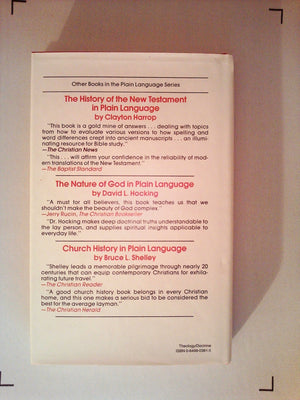 Other Books in the Plain Language Series
The History of the New Testament
in Plain Language
by Clayton Harrop
"This book is a gold mine of answers . . . dealing with topics
from how to evaluate various versions to how spelling and
word differences crept into ancient manuscripts . . . an illumi-
nating resource for Bible study."
—The Christian News
"This . . . will affirm your confidence in the reliability of mod-
ern translations of the New Testament."
—The Baptist Standard
The Nature of God in Plain Language
by David L. Hocking
"A must for all believers, this book teaches us that we
shouldn't make the beauty of God complex."
—Jerry Rucin, The Christian Bookseller
"Dr. Hocking makes deep doctrinal truths understandable to
the lay person, and supplies spiritual insights applicable to
everyday life."
Church History in Plain Language
by Bruce L. Shelley
"Shelley leads a memorable pilgrimage through nearly 20
centuries that can equip contemporary Christians for exhila-
rating future travel."
—The Christian Reader
"A good church history book belongs in every Christian
home, and this one makes a serious bid to be considered the
best for the average layman."
—The Christian Herald
Theology/Doctrine
ISBN 0-8499-0381-5